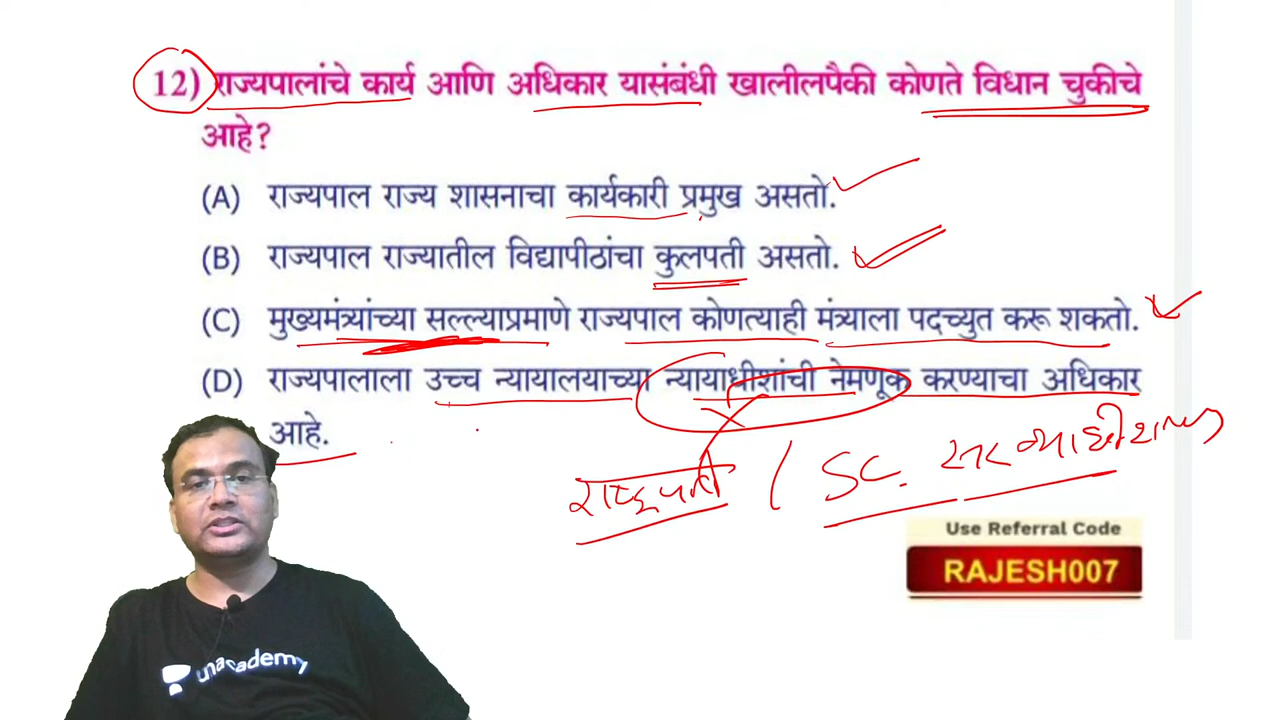 12) राज्यपालांचे कार्य आणि अधिकार यासंबंधी खालीलपैकी कोणते विधान चुकीचे
आहे?
(A) राज्यपाल राज्य शासनाचा कार्यकारी प्रमुख असतो.
(B) राज्यपाल राज्यातील विद्यापीठांचा कुलपती असतो.
(C) मुख्यमंत्र्यांच्या सल्ल्याप्रमाणे राज्यपाल कोणत्याही मंत्र्याला पदच्युत करू शकतो.
(D) राज्यपालाला उच्च न्यायालयाच्या न्यायाधीशांची नेमणूक करण्याचा अधिकार
आहे.
राष्ट्रपती / SC.
Use Referral Code
RAJESH007
unacademy